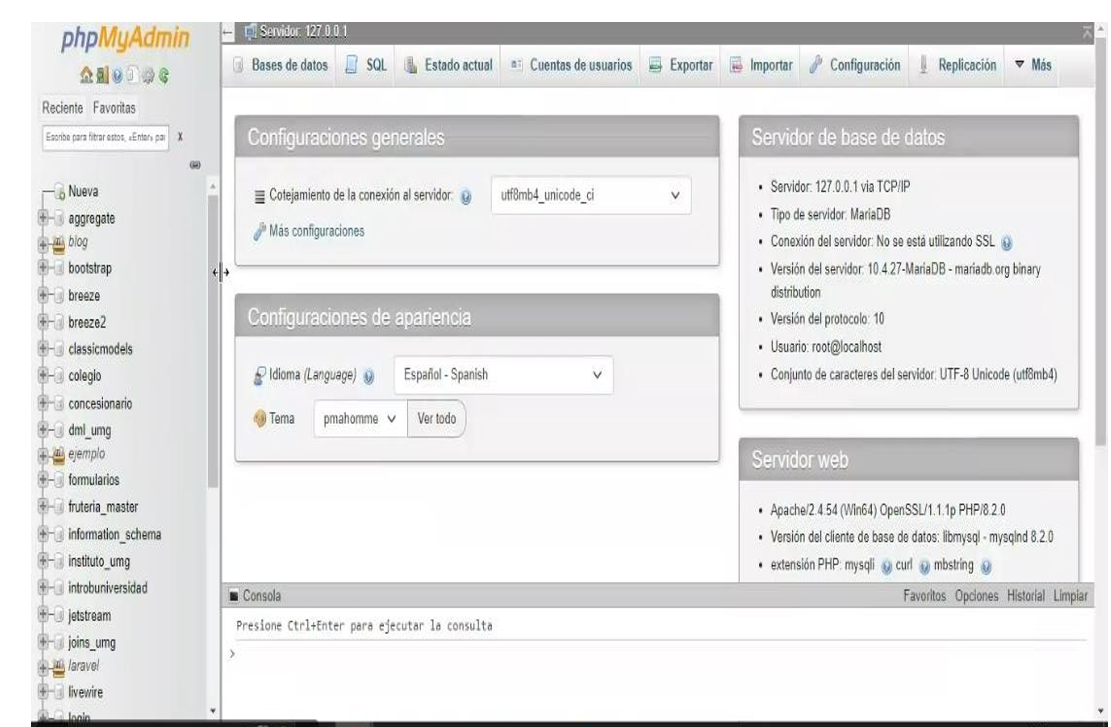 phpMyAdmin
Reciente Favoritas
Escriba para filtrar estos, «Enter» par X
Nueva
aggregate
blog
bootstrap
breeze
breeze2
classicmodels
colegio
concesionario
dml_umg
ejemplo
formularios
fruteria_master
information_schema
instituto_umg
introbuniversidad
jetstream
joins_umg
laravel
livewire
login
Servidor: 127.0.0.1
Bases de datos SQL Estado actual Cuentas de usuarios Exportar Importar Configuración Replicación Más
Configuraciones generales
Cotejamiento de la conexión al servidor: utf8mb4_unicode_ci
Más configuraciones
Configuraciones de apariencia
Idioma (Language) Español - Spanish
Tema pmahomme Ver todo
Servidor de base de datos
• Servidor: 127.0.0.1 via TCP/IP
• Tipo de servidor: MariaDB
• Conexión del servidor: No se está utilizando SSL
• Versión del servidor: 10.4.27-MariaDB - mariadb.org binary
distribution
• Versión del protocolo: 10
• Usuario: root@localhost
• Conjunto de caracteres del servidor: UTF-8 Unicode (utf8mb4)
Servidor web
• Apache/2.4.54 (Win64) OpenSSL/1.1.1p PHP/8.2.0
• Versión del cliente de base de datos: libmysql - mysqlnd 8.2.0
• extensión PHP: mysqli curl mbstring
Consola Favoritos Opciones Historial Limpiar
Presione Ctrl+Enter para ejecutar la consulta
>